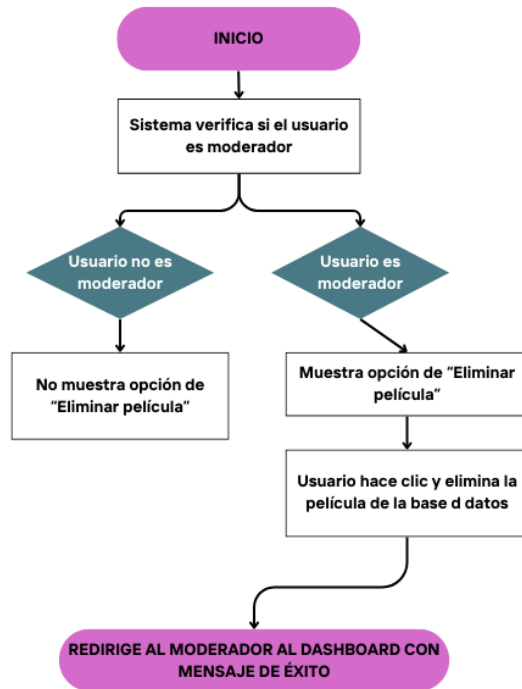 INICIO
Sistema verifica si el usuario
es moderador
Usuario no es
moderador
Usuario es
moderador
No muestra opción de
"Eliminar película"
Muestra opción de "Eliminar
película"
Usuario hace clic y elimina la
película de la base d datos
REDIRIGE AL MODERADOR AL DASHBOARD CON
MENSAJE DE ÉXITO